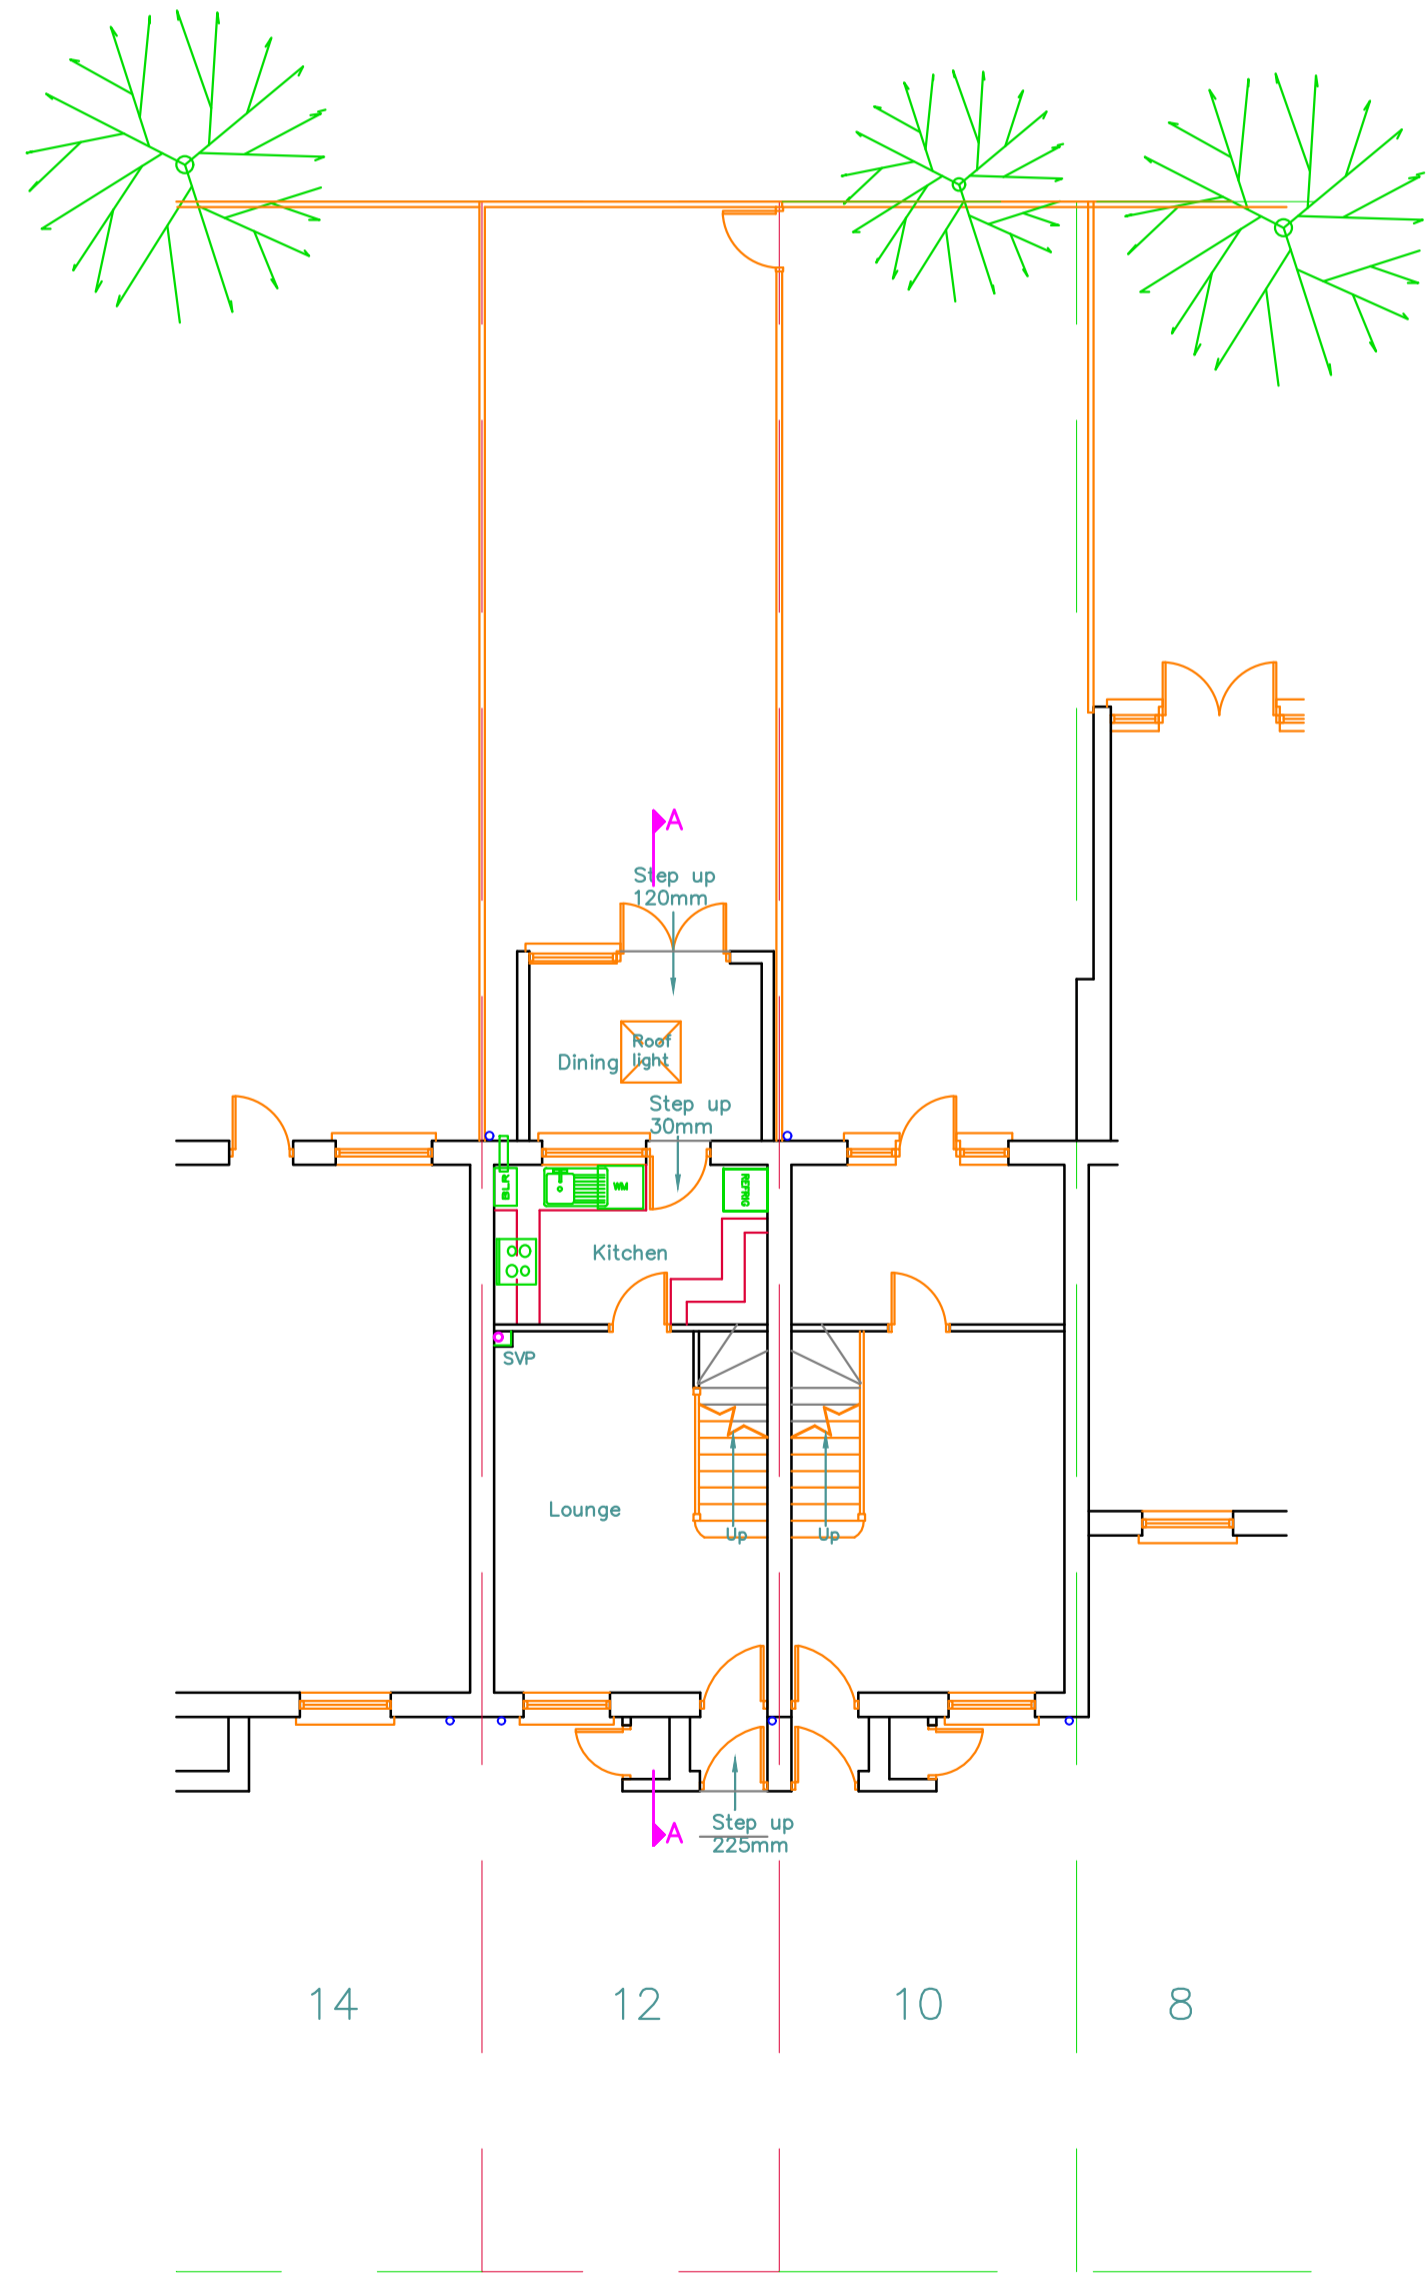 A
Step up
120mm
Roof
light
Dining
Step up
30mm
BLR
WM
REFRIG
Kitchen
SVP
Lounge
Up
Up
A
Step up
225mm
14
12
10
8